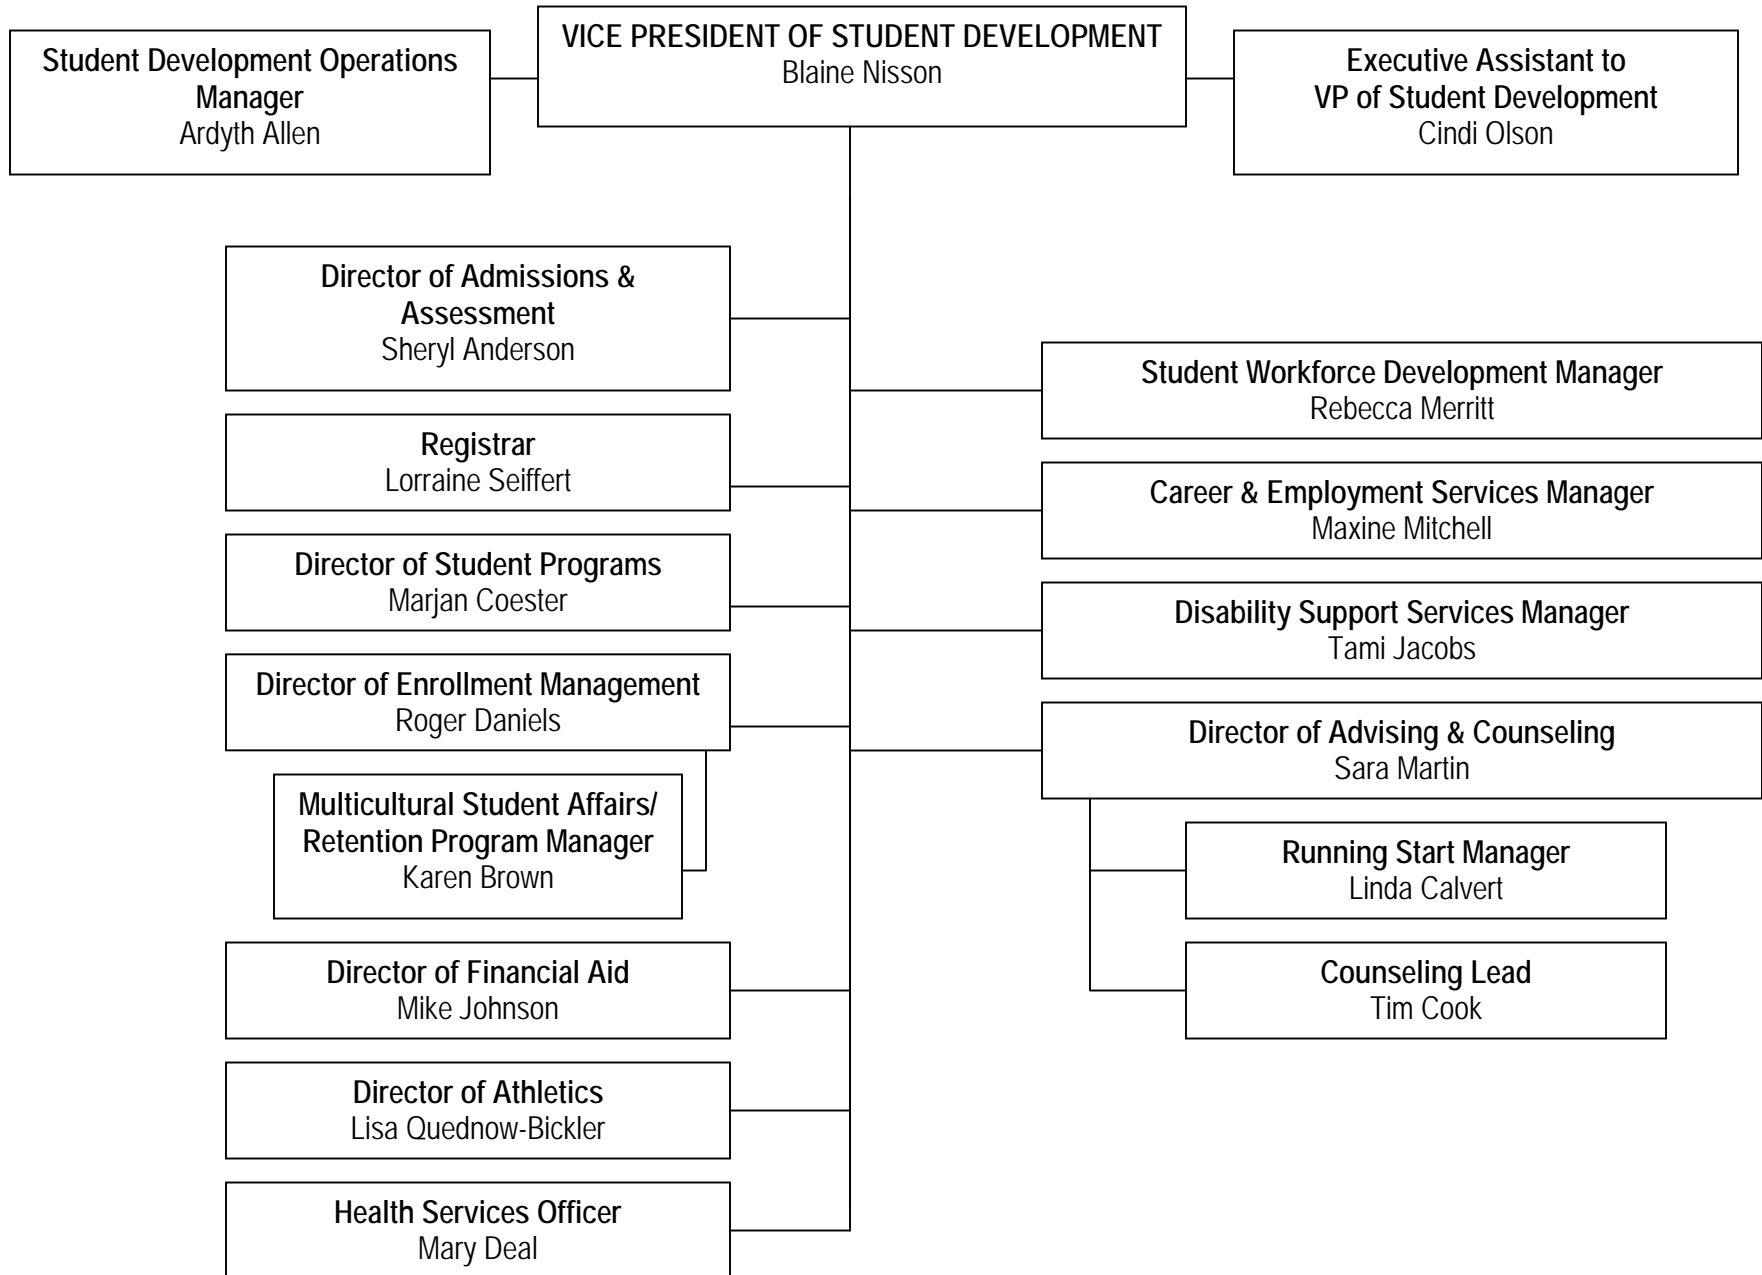 VICE PRESIDENT OF STUDENT DEVELOPMENT
Blaine Nisson
Student Development Operations
Manager
Ardyth Allen
Executive Assistant to
VP of Student Development
Cindi Olson
Director of Admissions &
Assessment
Sheryl Anderson
Registrar
Lorraine Seiffert
Director of Student Programs
Marjan Coester
Director of Enrollment Management
Roger Daniels
Multicultural Student Affairs/
Retention Program Manager
Karen Brown
Director of Financial Aid
Mike Johnson
Director of Athletics
Lisa Quednow-Bickler
Health Services Officer
Mary Deal
Student Workforce Development Manager
Rebecca Merritt
Career & Employment Services Manager
Maxine Mitchell
Disability Support Services Manager
Tami Jacobs
Director of Advising & Counseling
Sara Martin
Running Start Manager
Linda Calvert
Counseling Lead
Tim Cook